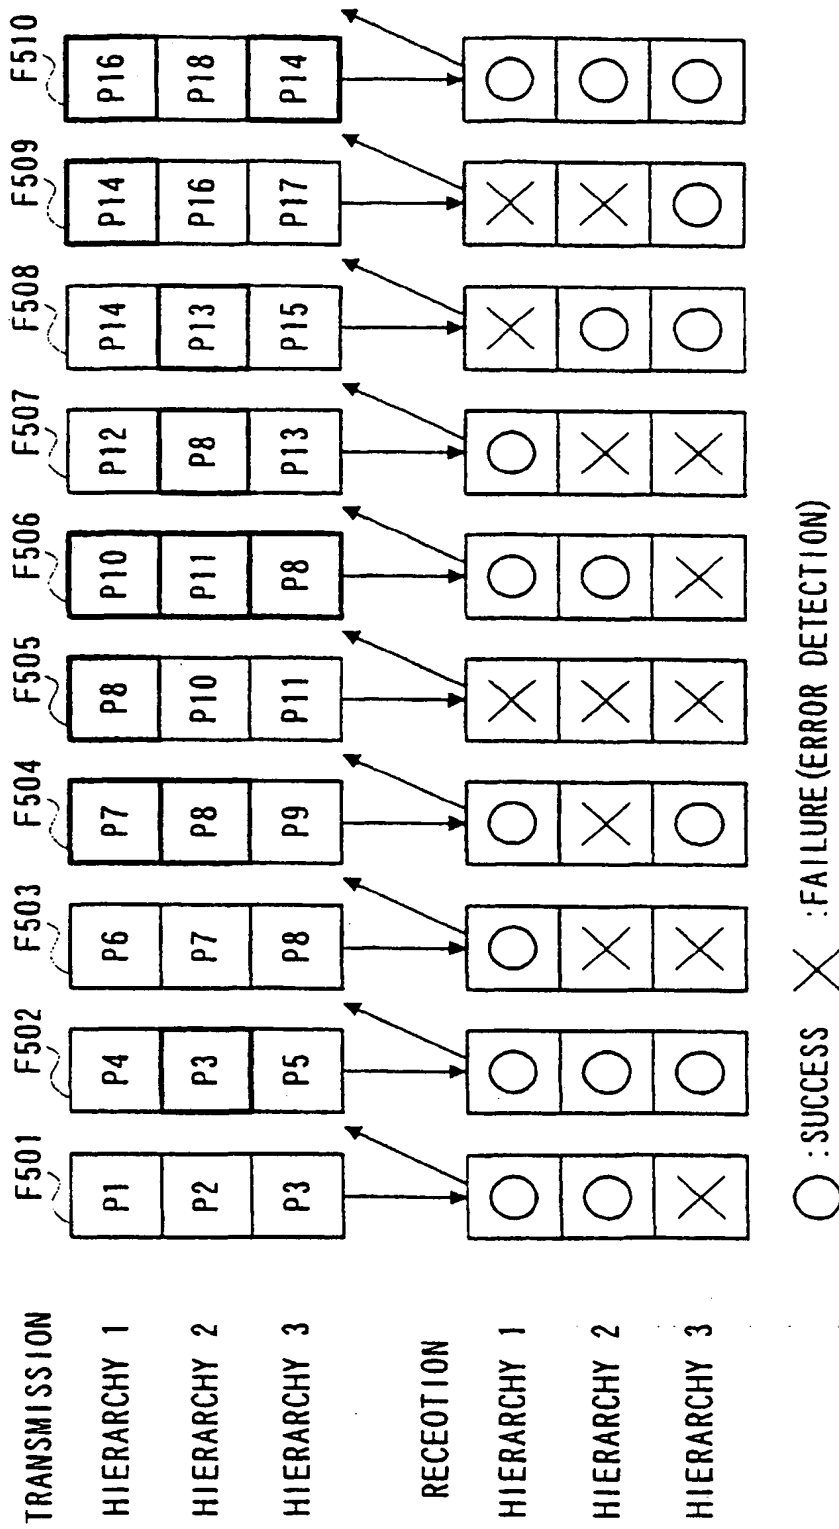 F501 F502 F503 F504 F505 F506 F507 F508 F509 F510
TRANSMISSION
HIERARCHY 1 P1 P4 P6 P7 P8 P10 P12 P14 P14 P16
HIERARCHY 2 P2 P3 P7 P8 P10 P11 P8 P13 P16 P18
HIERARCHY 3 P3 P5 P8 P9 P11 P8 P13 P15 P17 P14
RECEOTION
HIERARCHY 1
HIERARCHY 2
HIERARCHY 3
:SUCCESS :FAILURE(ERROR DETECTION)